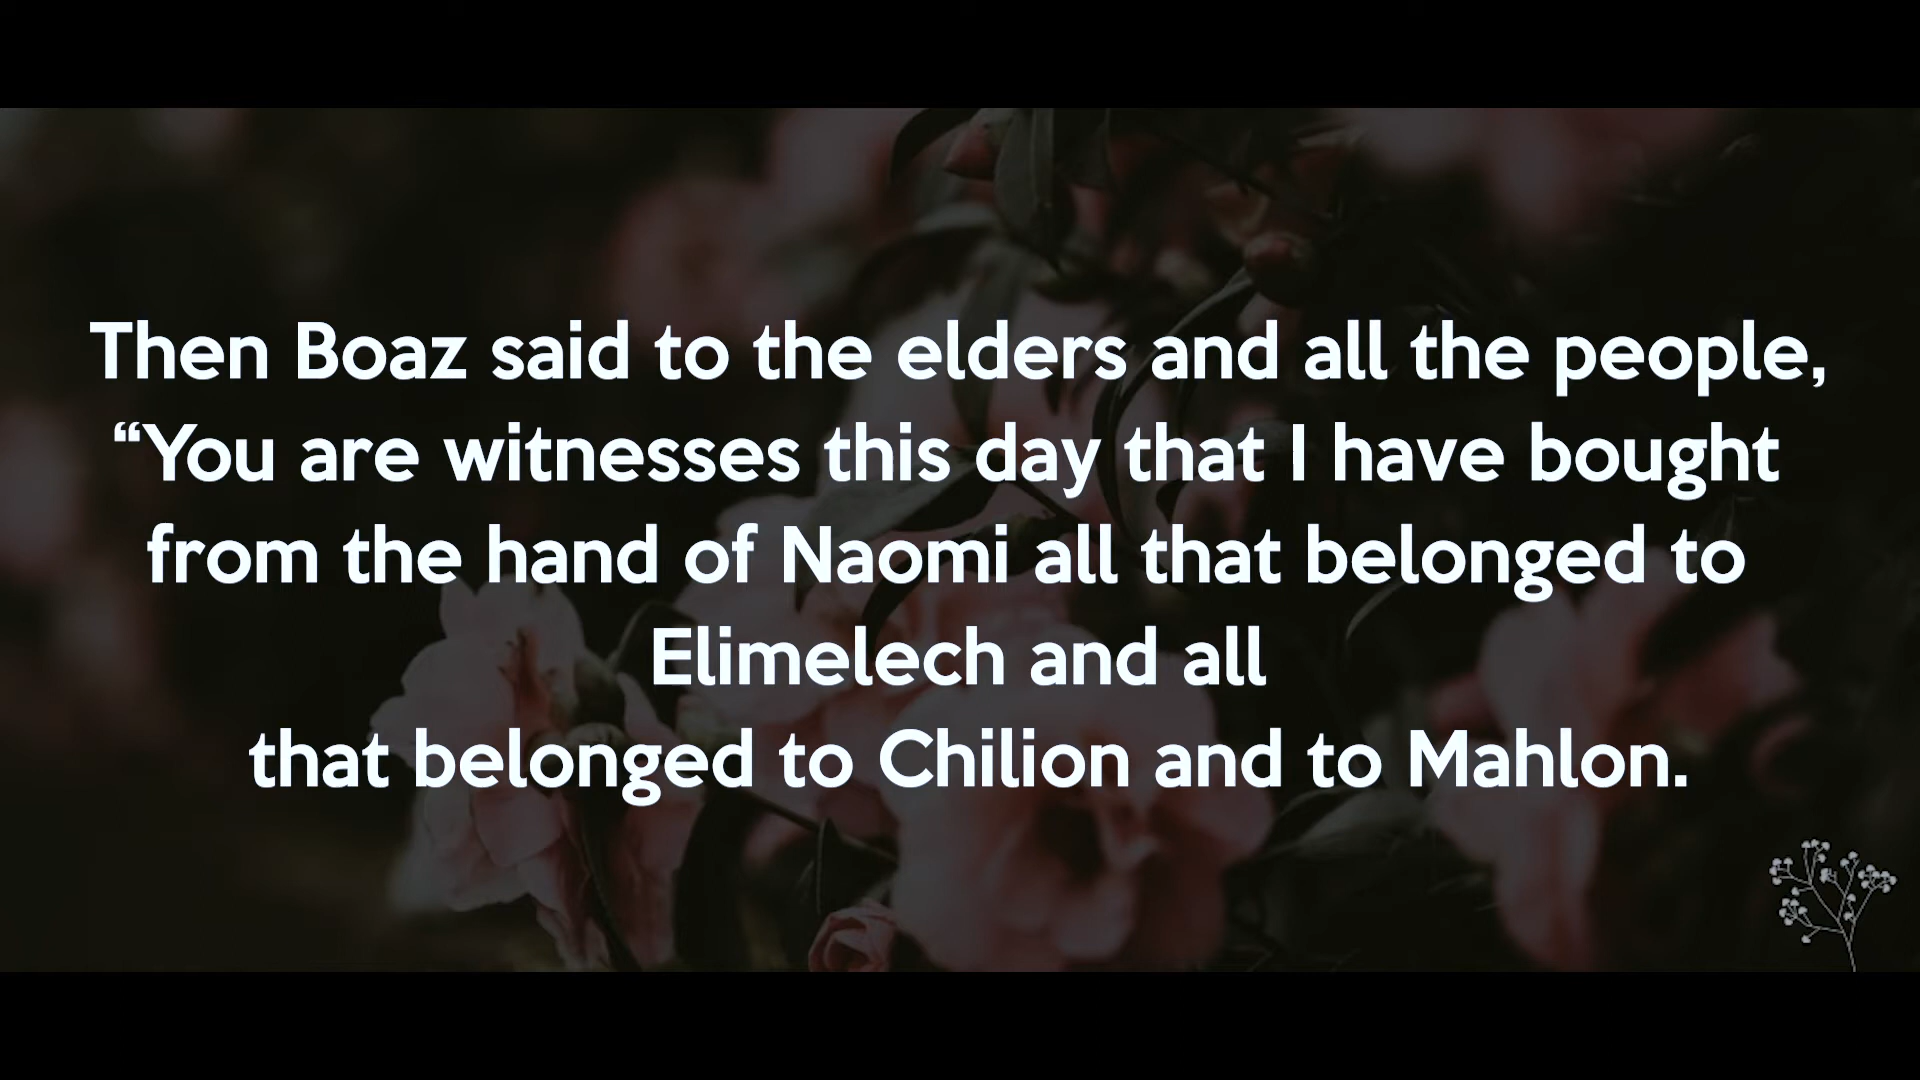 Then Boaz said to the elders and all the people,
“You are witnesses this day that I have bought
from the hand of Naomi all that belonged to
Elimelech and all
that belonged to Chilion and to Mahlon.